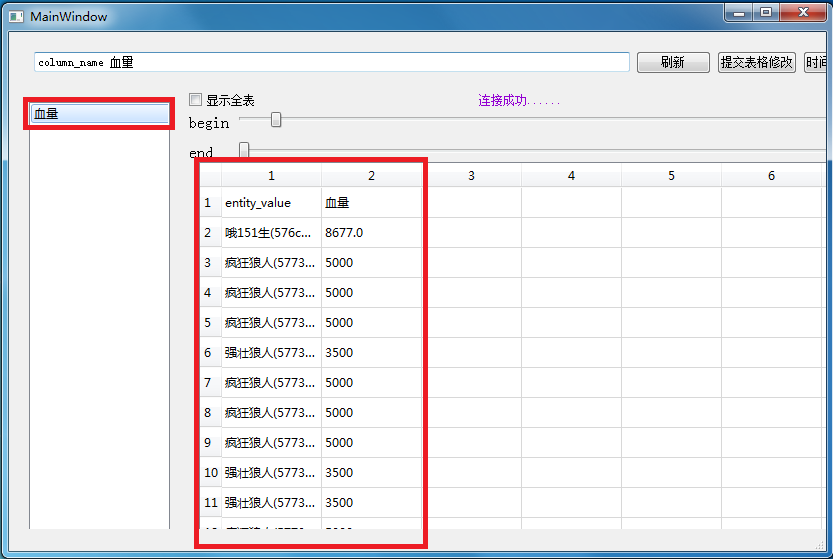 MainWindow
column_name 血量 刷新 提交表格修改 时间
血量 显示全表 连接成功......
begin
end
1 2 3 4 5 6
1 entity_value 血量
2 哦151生(576c... 8677.0
3 疯狂狼人(5773... 5000
4 疯狂狼人(5773... 5000
5 疯狂狼人(5773... 5000
6 强壮狼人(5773... 3500
7 疯狂狼人(5773... 5000
8 疯狂狼人(5773... 5000
9 疯狂狼人(5773... 5000
10 强壮狼人(5773... 3500
11 强壮狼人(5773... 3500